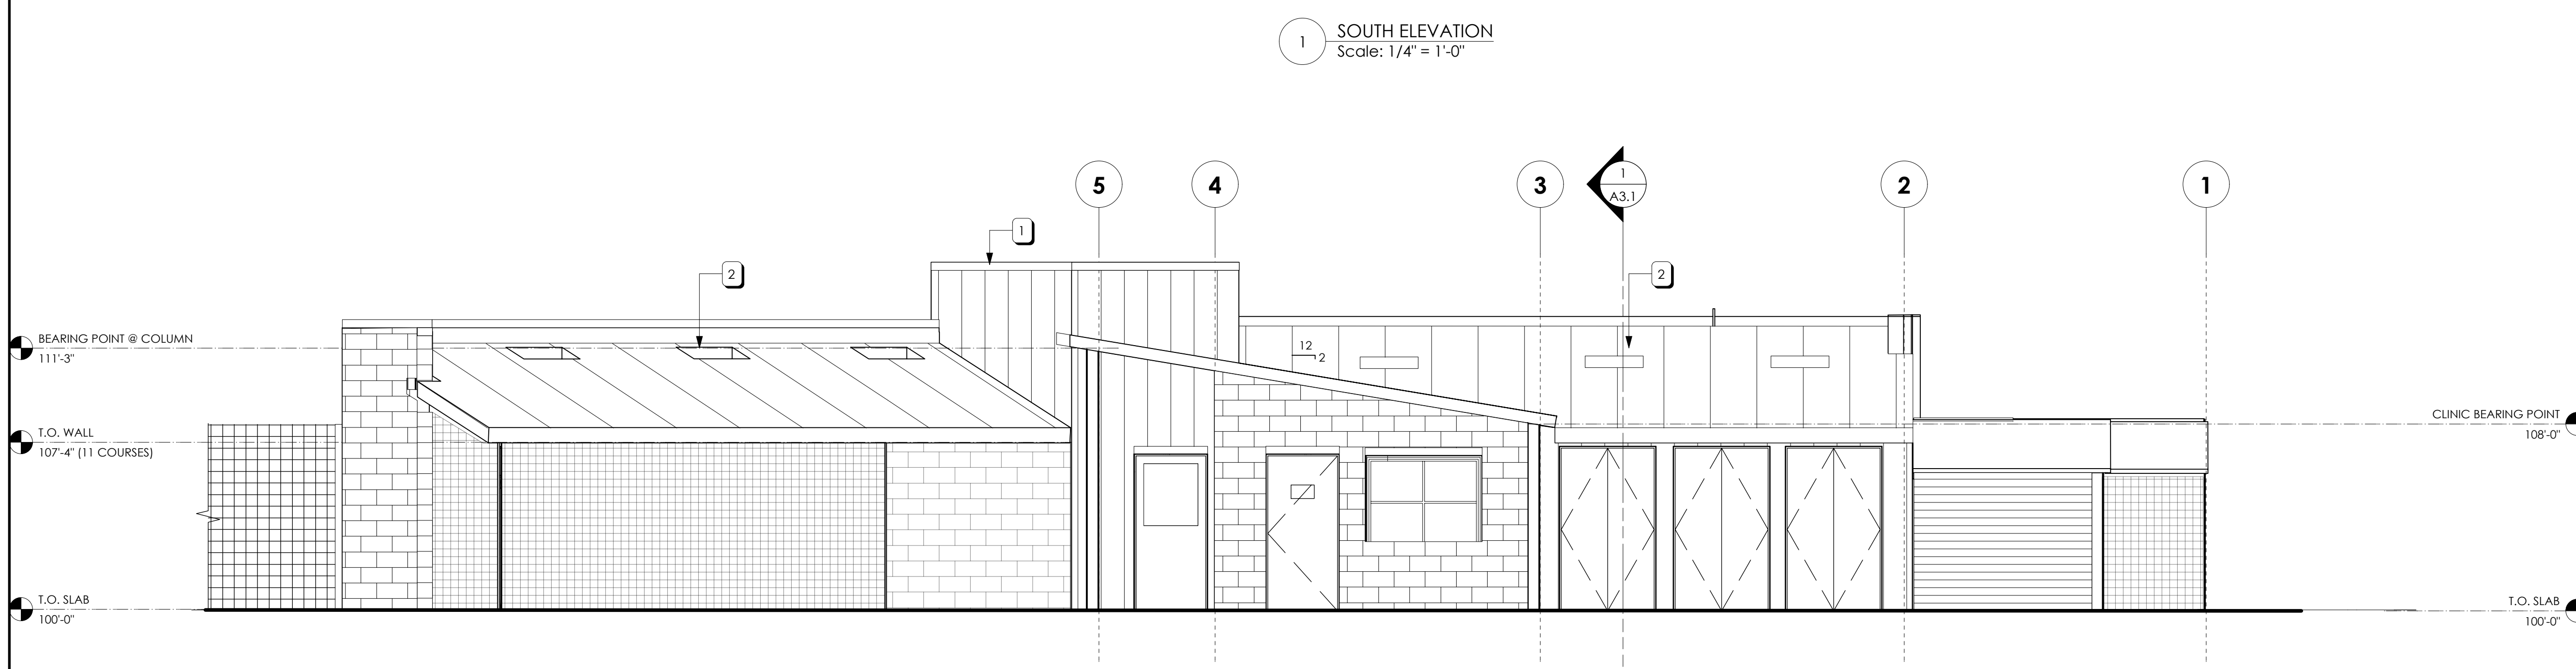 1
SOUTH ELEVATION
Scale: 1/4" = 1'-0"
5
4
3
1
A3.1
2
1
1
2
2
BEARING POINT @ COLUMN
111'-3"
12
2
T.O. WALL
107'-4" (11 COURSES)
CLINIC BEARING POINT
108'-0"
T.O. SLAB
100'-0"
T.O. SLAB
100'-0"